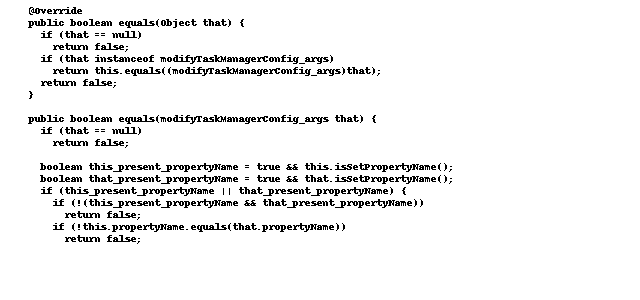 @Override
public boolean equals(Object that) {
if (that == null)
return false;
if (that instanceof modifyTaskManagerConfig_args)
return this.equals((modifyTaskManagerConfig_args)that);
return false;
}
public boolean equals(modifyTaskManagerConfig_args that) {
if (that == null)
return false;
boolean this_present_propertyName = true && this.isSetPropertyName();
boolean that_present_propertyName = true && that.isSetPropertyName();
if (this_present_propertyName || that_present_propertyName) {
if (!(this_present_propertyName && that_present_propertyName))
return false;
if (!this.propertyName.equals(that.propertyName))
return false;